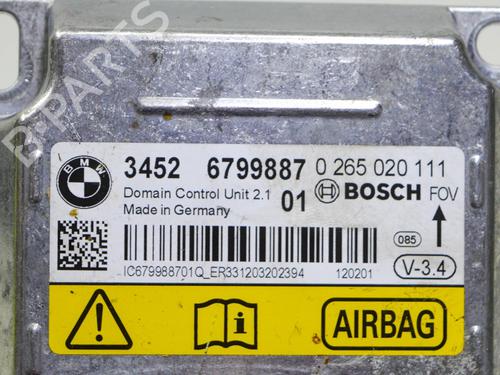 B-PARTS
BMW
3452 6799887 0 265 020 111
Domain Control Unit 2.1 01 BOSCH FOV
Made in Germany
085
IC679988701Q_ER331203202394 120201 V-3.4
AIRBAG